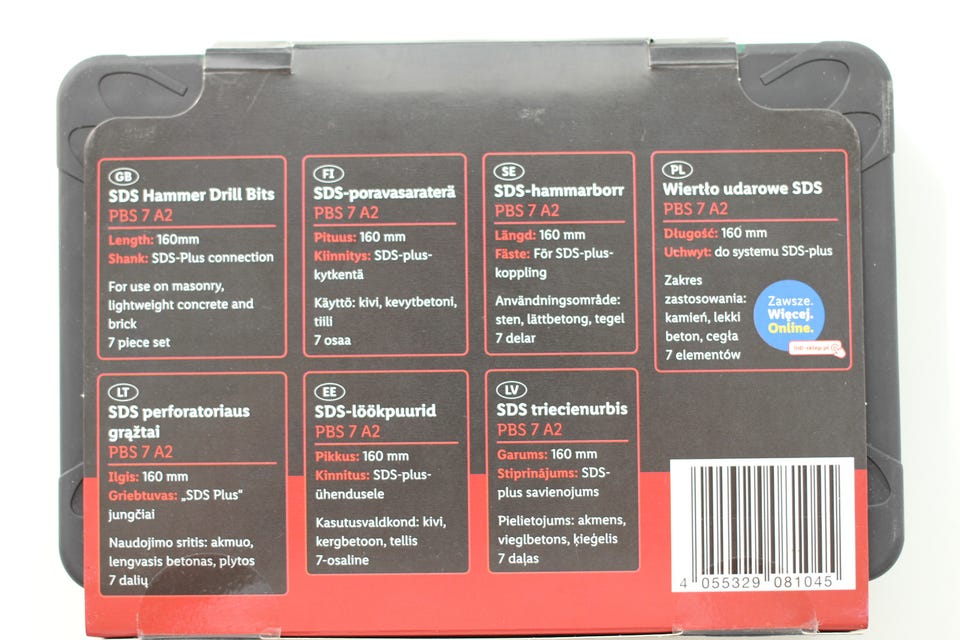 GB
SDS Hammer Drill Bits
PBS 7 A2
Length: 160mm
Shank: SDS-Plus connection
For use on masonry,
lightweight concrete and
brick
7 piece set
FI
SDS-poravasaraterä
PBS 7 A2
Pituus: 160 mm
Kiinnitys: SDS-plus-
kytkentä
Käyttö: kivi, kevytbetoni,
tiili
7 osaa
SE
SDS-hammarborr
PBS 7 A2
Längd: 160 mm
Fäste: För SDS-plus-
koppling
Användningsområde:
sten, lättbetong, tegel
7 delar
PL
Wiertło udarowe SDS
PBS 7 A2
Długość: 160 mm
Uchwyt: do systemu SDS-plus
Zakres
zastosowania:
kamień, lekki
beton, cegła
7 elementów
Zawsze.
Więcej.
Online.
LT
SDS perforatoriaus
grąžtai
PBS 7 A2
Ilgis: 160 mm
Griebtuvas: „SDS Plus“
jungčiai
Naudojimo sritis: akmuo,
lengvasis betonas, plytos
7 dalių
EE
SDS-löökpuurid
PBS 7 A2
Pikkus: 160 mm
Kinnitus: SDS-plus-
ühendusele
Kasutusvaldkond: kivi,
kergbetoon, tellis
7-osaline
LV
SDS triecienurbis
PBS 7 A2
Garums: 160 mm
Stiprinājums: SDS-
plus savienojums
Pielietojums: akmens,
vieglbetons, ķieģelis
7 daļas
4 055329 081045